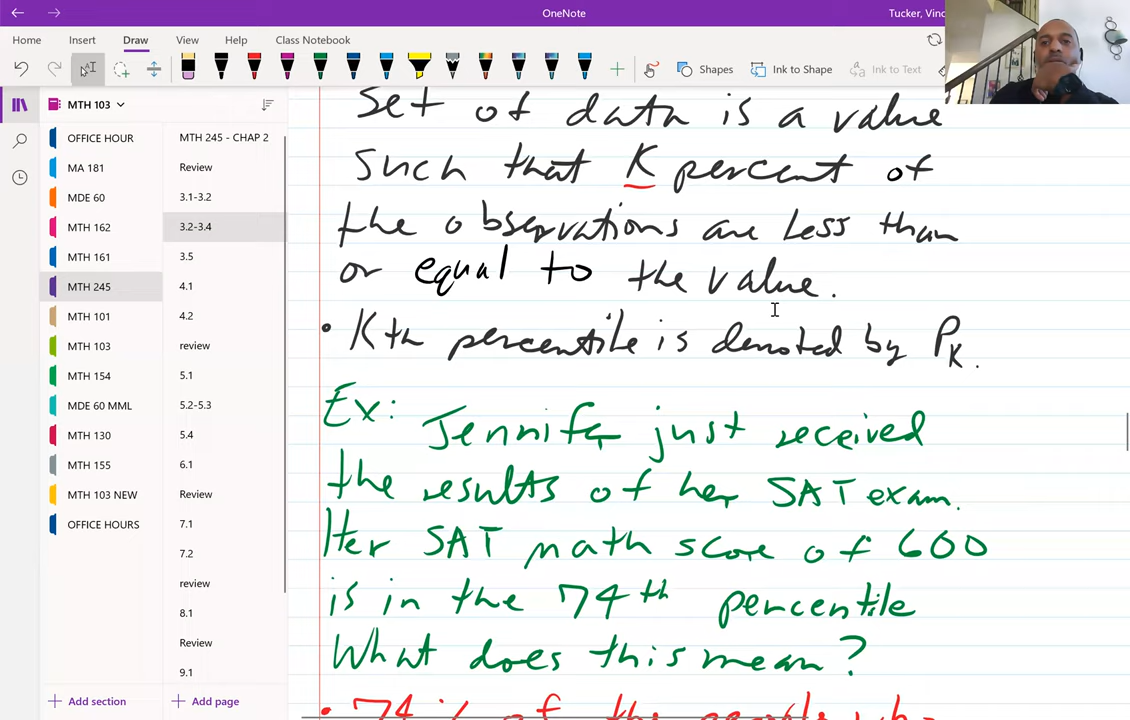 OneNote
Tucker, Vinc
Home Insert Draw View Help Class Notebook
Shapes Ink to Shape Ink to Text
MTH 103
OFFICE HOUR
MA 181
MDE 60
MTH 162
MTH 161
MTH 245
MTH 101
MTH 103
MTH 154
MDE 60 MML
MTH 130
MTH 155
MTH 103 NEW
OFFICE HOURS
Add section
MTH 245 - CHAP 2
Review
3.1-3.2
3.2-3.4
3.5
4.1
4.2
review
5.1
5.2-5.3
5.4
6.1
Review
7.1
7.2
review
8.1
Review
9.1
Add page
Set of data is a value
such that K percent of
the observations are less than
or equal to the value.
• Kth percentile is denoted by PK.
Ex: Jennifer just received
the results of her SAT exam.
Her SAT math score of 600
is in the 74th percentile
What does this mean?
• 74% of the people who